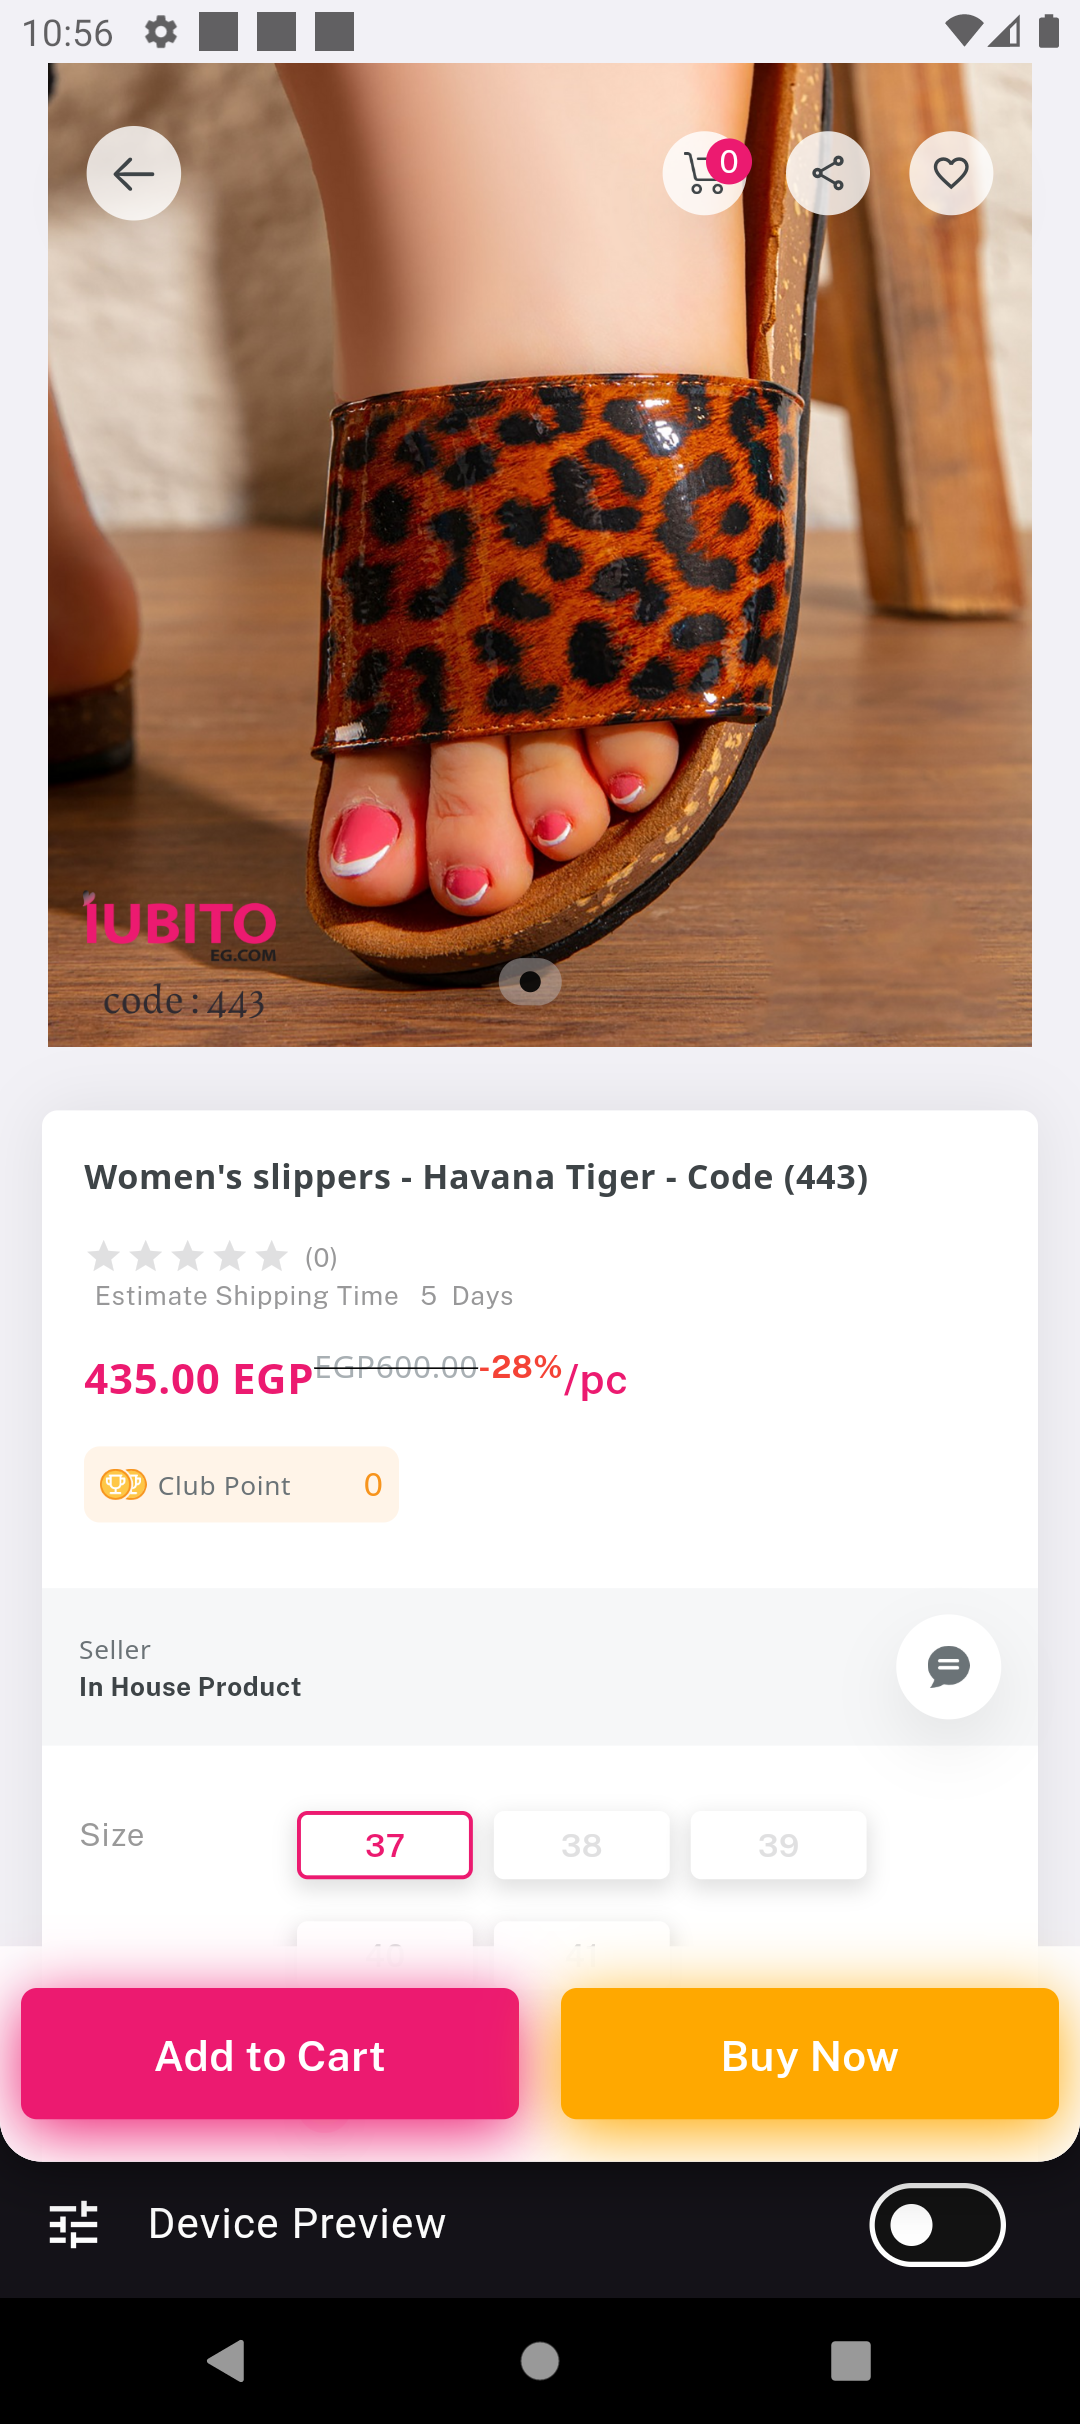 10:56
0
IUBITO
EG.COM
code : 443
Women's slippers - Havana Tiger - Code (443)
(0)
Estimate Shipping Time 5 Days
435.00 EGP EGP600.00 -28% /pc
Club Point 0
Seller
In House Product
Size 37 38 39
40 41
Add to Cart Buy Now
Device Preview